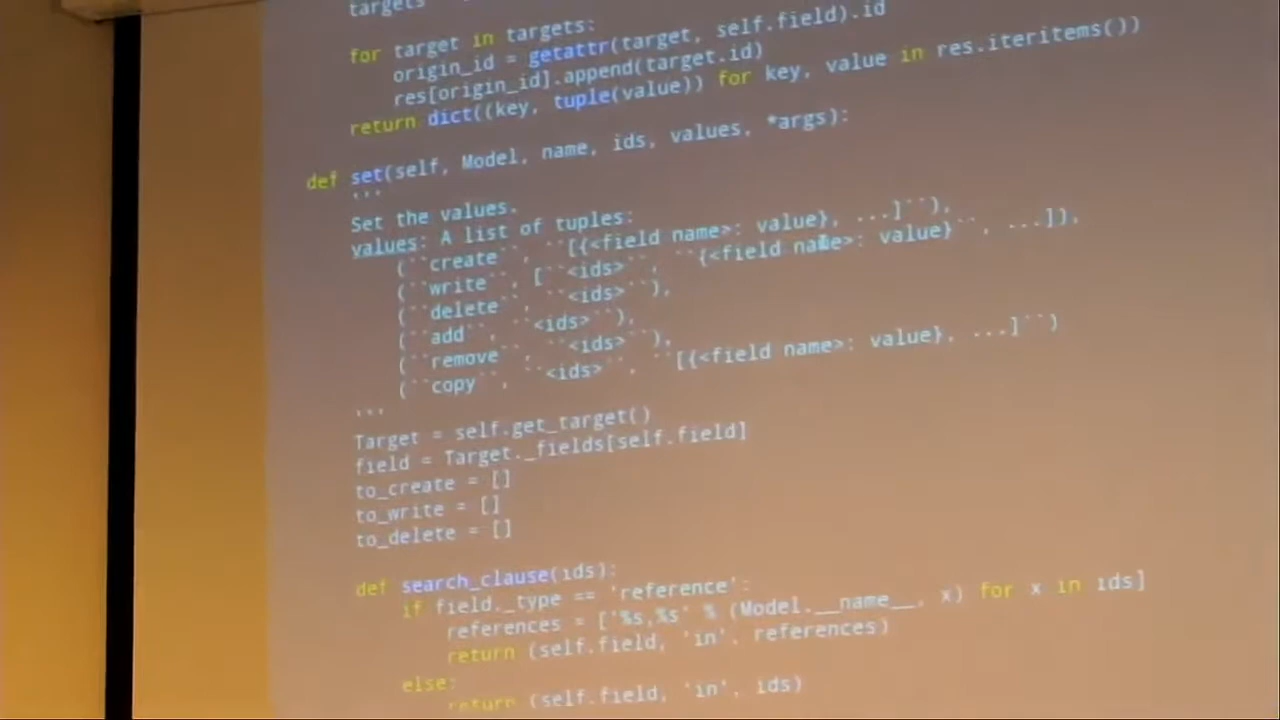 targets
for target in targets:
origin_id = getattr(target, self.field).id
res[origin_id].append(target.id)
return dict((key, tuple(value)) for key, value in res.iteritems())
def set(self, Model, name, ids, values, *args):
'''
Set the values.
values: A list of tuples:
(``create``, ``[{<field name>: value}, ...]``),
(``write``, [``<ids>``, ``{<field name>: value}``, ...]),
(``delete``, ``<ids>``),
(``add``, ``<ids>``),
(``remove``, ``<ids>``),
(``copy``, ``<ids>``, ``[{<field name>: value}, ...]``)
'''
Target = self.get_target()
field = Target._fields[self.field]
to_create = []
to_write = []
to_delete = []
def search_clause(ids):
if field._type == 'reference':
references = ['%s,%s' % (Model.__name__, x) for x in ids]
return (self.field, 'in', references)
else:
return (self.field, 'in', ids)